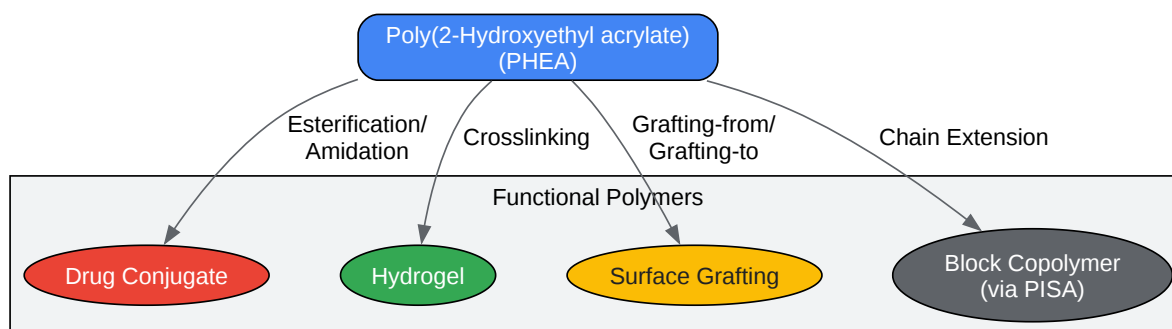 Poly(2-Hydroxyethyl acrylate)
(PHEA)
Esterification/
Amidation
Crosslinking
Grafting-from/
Grafting-to
Chain Extension
Functional Polymers
Drug Conjugate
Hydrogel
Surface Grafting
Block Copolymer
(via PISA)